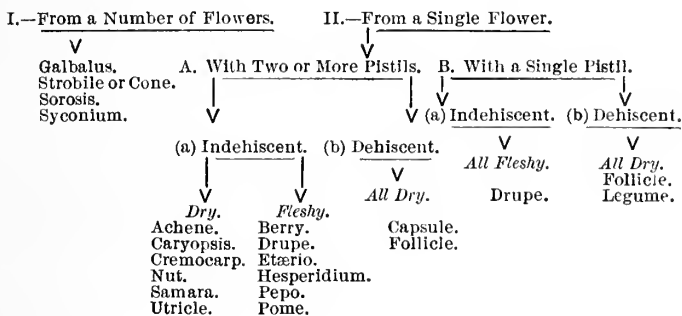 I.—From a Number of Flowers. II.—From a Single Flower.
Galbalus. A. With Two or More Pistils. B. With a Single Pistil.
Strobile or Cone.
Sorosis.
Syconium. (a) Indehiscent. (b) Dehiscent.
(a) Indehiscent. (b) Dehiscent. All Fleshy. All Dry.
Follicle.
Dry. Fleshy. All Dry. Drupe. Legume.
Achene. Berry. Capsule.
Caryopsis. Drupe. Follicle.
Cremocarp. Etærio.
Nut. Hesperidium.
Samara. Pepo.
Utricle. Pome.